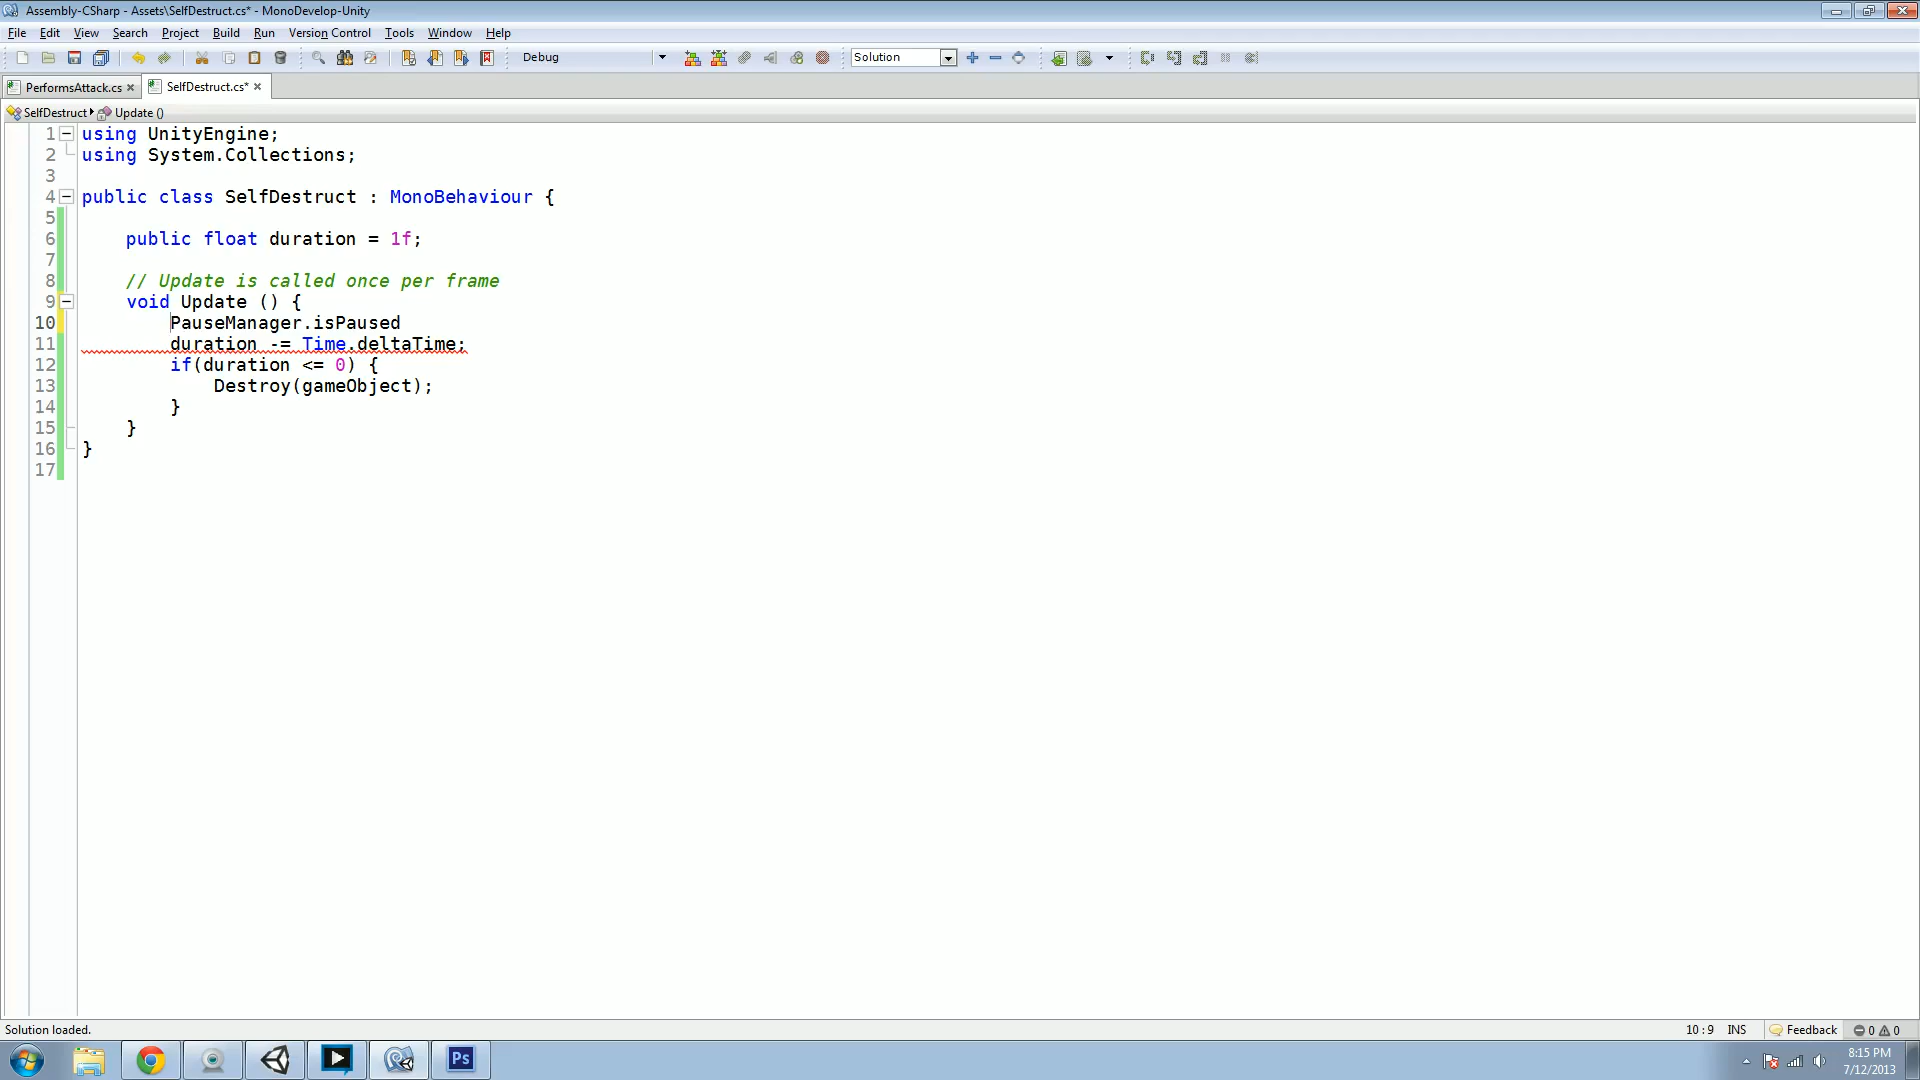 Assembly-CSharp - Assets\SelfDestruct.cs* - MonoDevelop-Unity
File Edit View Search Project Build Run Version Control Tools Window Help
Debug Solution
PerformsAttack.cs SelfDestruct.cs*
SelfDestruct Update ()
1 using UnityEngine;
2 using System.Collections;
3
4 public class SelfDestruct : MonoBehaviour {
5
6 public float duration = 1f;
7
8 // Update is called once per frame
9 void Update () {
10 PauseManager.isPaused
11 duration -= Time.deltaTime;
12 if(duration <= 0) {
13 Destroy(gameObject);
14 }
15 }
16 }
17
Solution loaded. 10 : 9 INS Feedback 0 0
Ps
8:15 PM
7/12/2013